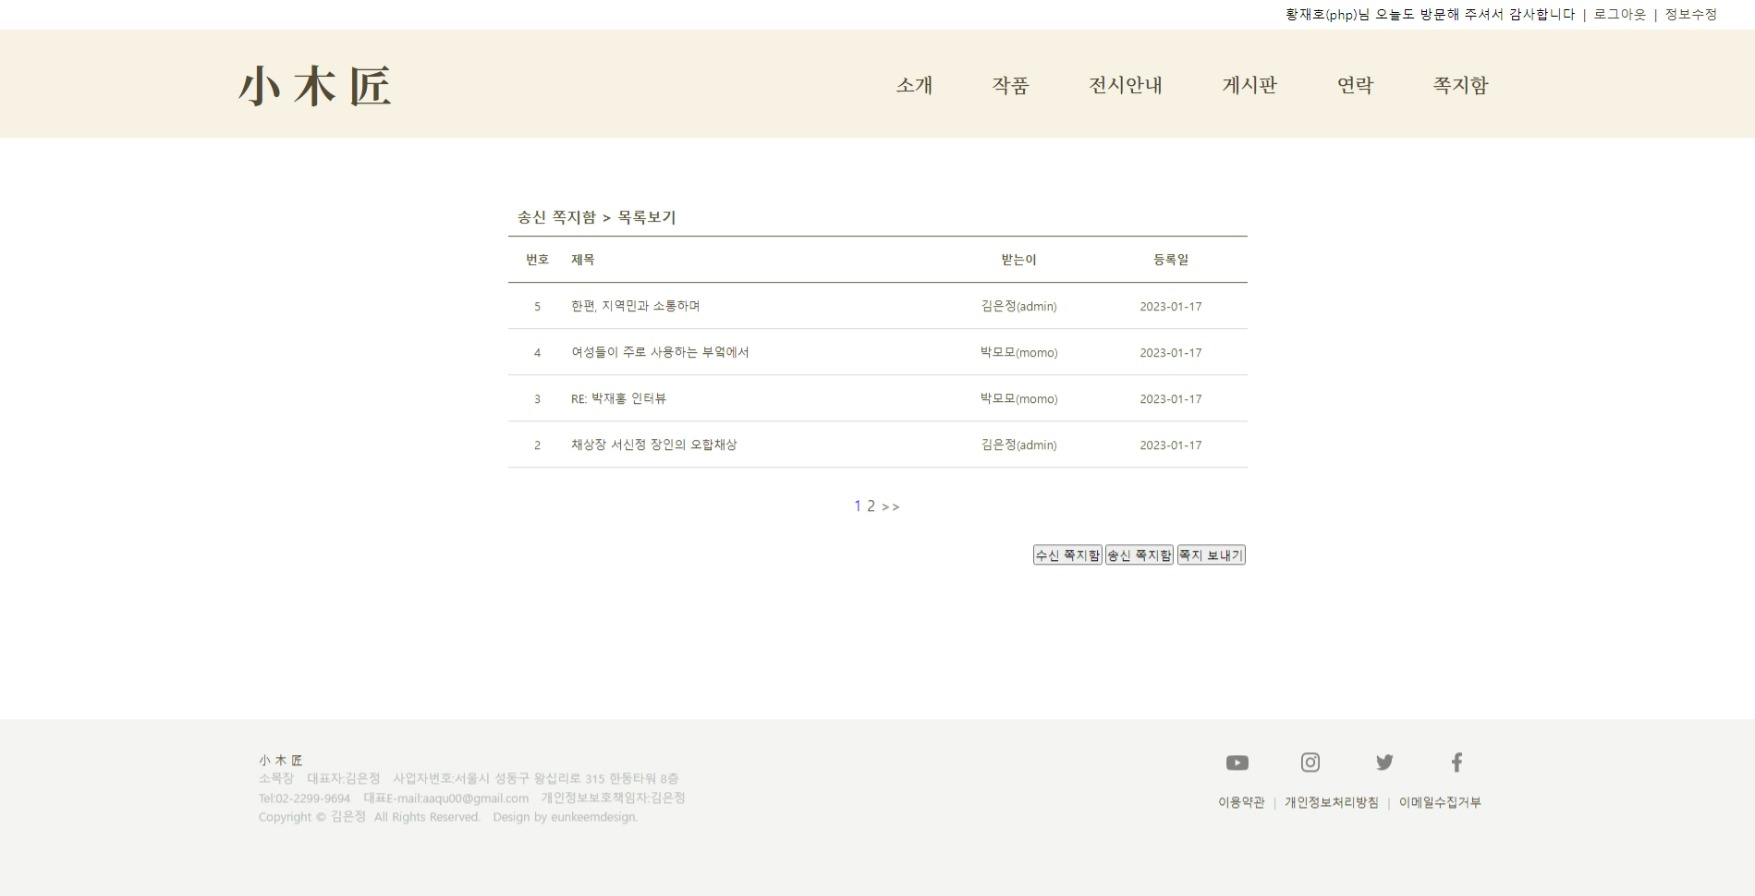 황재호(php)님 오늘도 방문해 주셔서 감사합니다 | 로그아웃 | 정보수정
小木匠 소개 작품 전시안내 게시판 연락 쪽지함
송신 쪽지함 > 목록보기
번호 제목 받는이 등록일
5 한편, 지역민과 소통하며 김은정(admin) 2023-01-17
4 여성들이 주로 사용하는 부엌에서 박모모(momo) 2023-01-17
3 RE: 박재홍 인터뷰 박모모(momo) 2023-01-17
2 채상장 서신정 장인의 오합채상 김은정(admin) 2023-01-17
1 2 >>
수신 쪽지함 송신 쪽지함 쪽지 보내기
小木匠
소목장 대표자:김은정 사업자번호:서울시 성동구 왕십리로 315 한동타워 8층
Tel:02-2299-9694 대표E-mail:aaqu00@gmail.com 개인정보보호책임자:김은정
Copyright © 김은정 All Rights Reserved. Design by eunkeemdesign.
이용약관 | 개인정보처리방침 | 이메일수집거부